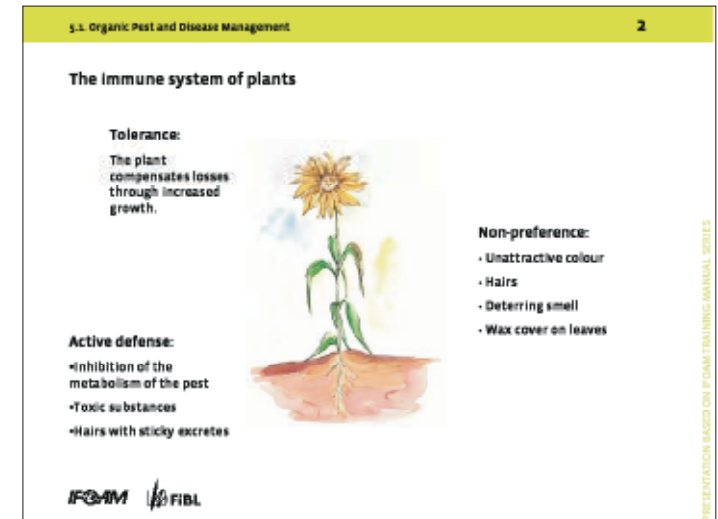 5.1. Organic Pest and Disease Management 2
The immune system of plants
Tolerance:
The plant
compensates losses
through increased
growth.
Non-preference:
• Unattractive colour
• Hairs
• Deterring smell
• Wax cover on leaves
Active defense:
•Inhibition of the
metabolism of the pest
•Toxic substances
•Hairs with sticky excretes
IFOAM FiBL
PRESENTATION BASED ON IFOAM TRAINING MANUAL SERIES